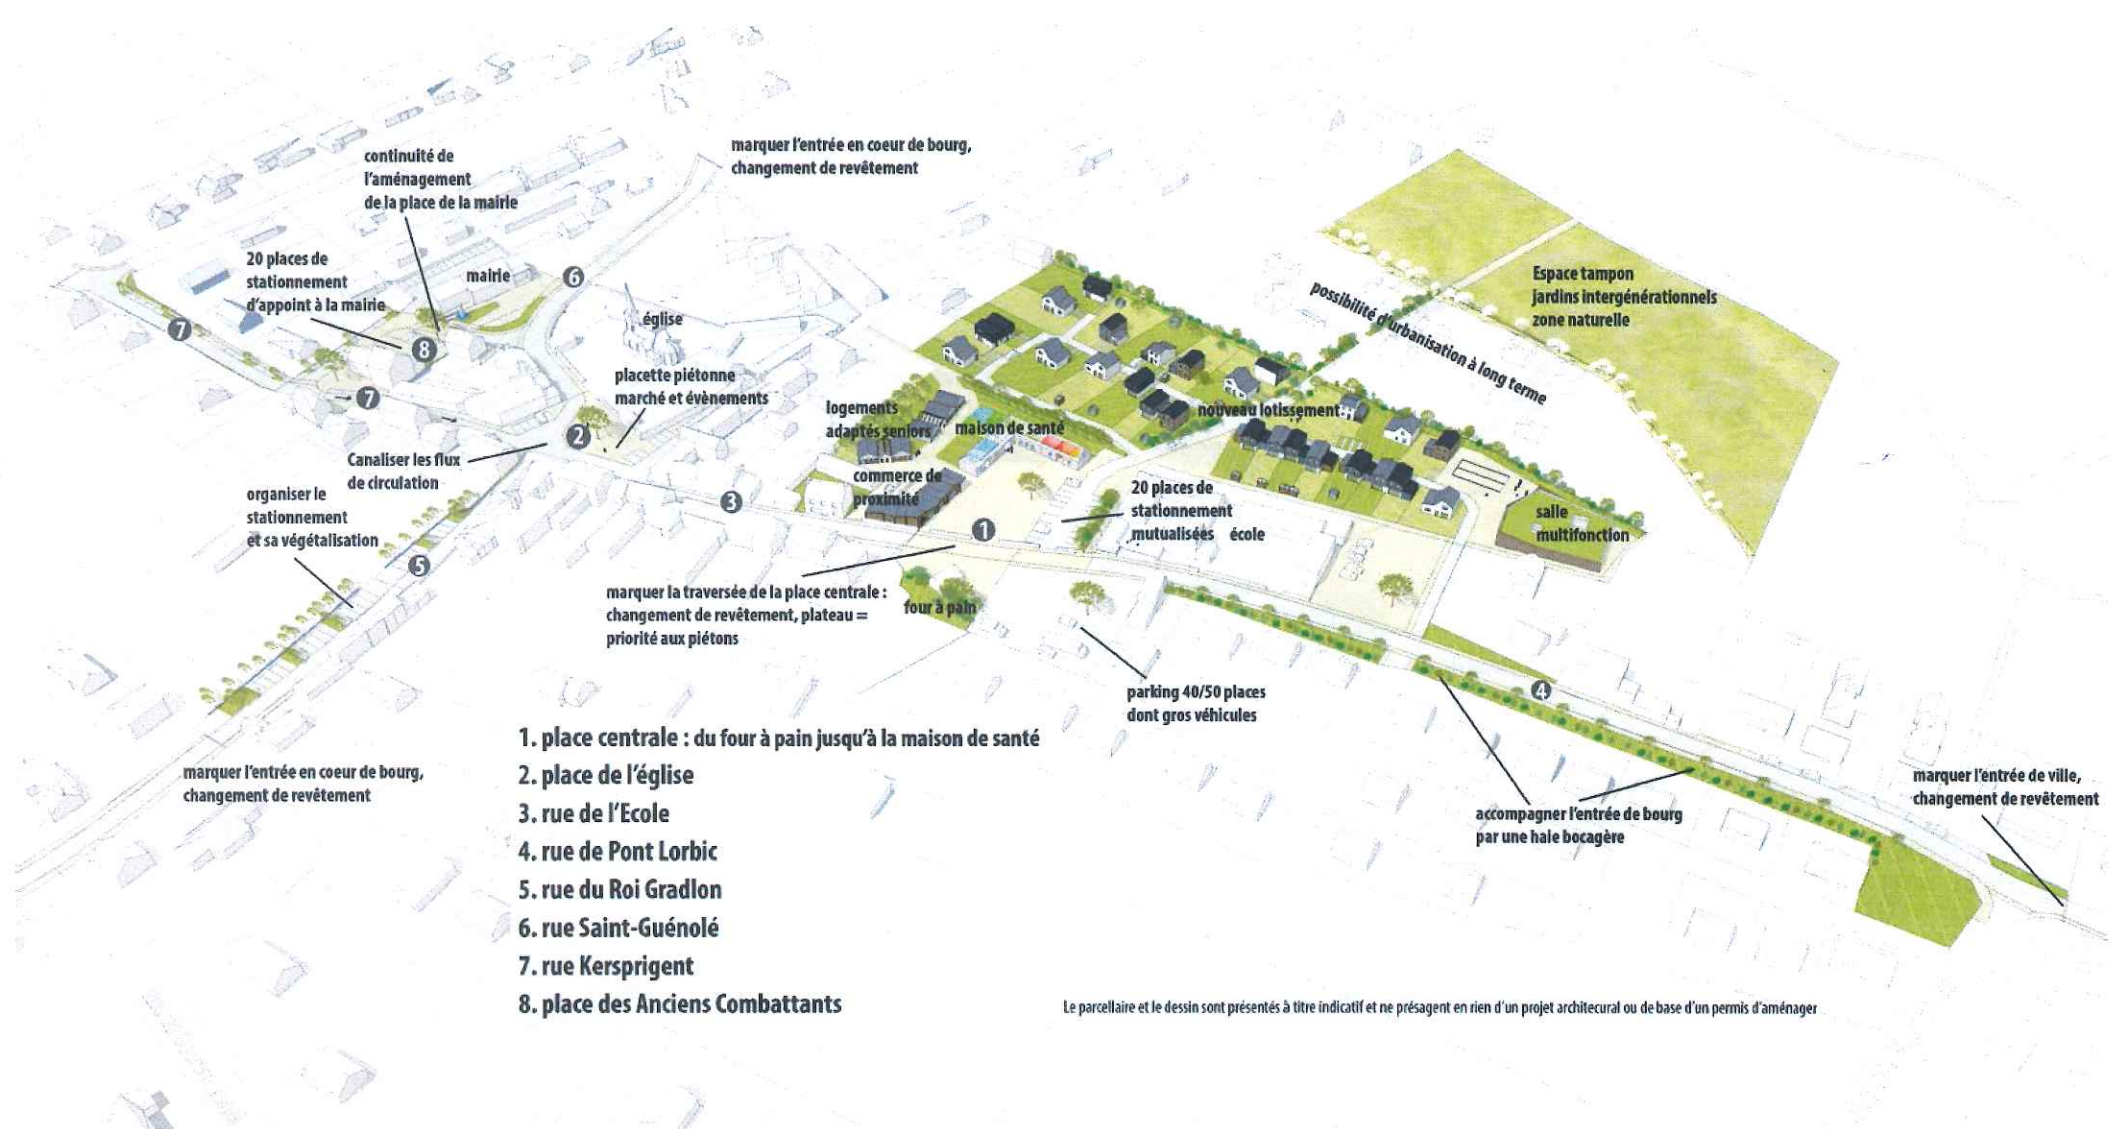 marquer l'entrée en coeur de bourg,
changement de revêtement
continuité de
l'aménagement
de la place de la mairie
20 places de
stationnement
d'appoint à la mairie
mairie
6
église
7
8
7
placette piétonne
marché et évènements
2
Canaliser les flux
de circulation
organiser le
stationnement
et sa végétalisation
5
3
logements
adaptés seniors
maison de santé
commerce de
proximité
1
nouveau lotissement
possibilité d'urbanisation à long terme
Espace tampon
jardins intergénérationnels
zone naturelle
20 places de
stationnement
mutualisées école
salle
multifonction
marquer la traversée de la place centrale :
changement de revêtement, plateau =
priorité aux piétons
four à pain
parking 40/50 places
dont gros véhicules
4
accompagner l'entrée de bourg
par une haie bocagère
marquer l'entrée de ville,
changement de revêtement
marquer l'entrée en coeur de bourg,
changement de revêtement
1. place centrale : du four à pain jusqu'à la maison de santé
2. place de l'église
3. rue de l'Ecole
4. rue de Pont Lorbic
5. rue du Roi Gradlon
6. rue Saint-Guénolé
7. rue Kersprigent
8. place des Anciens Combattants
Le parcellaire et le dessin sont présentés à titre indicatif et ne présagent en rien d'un projet architecural ou de base d'un permis d'aménager